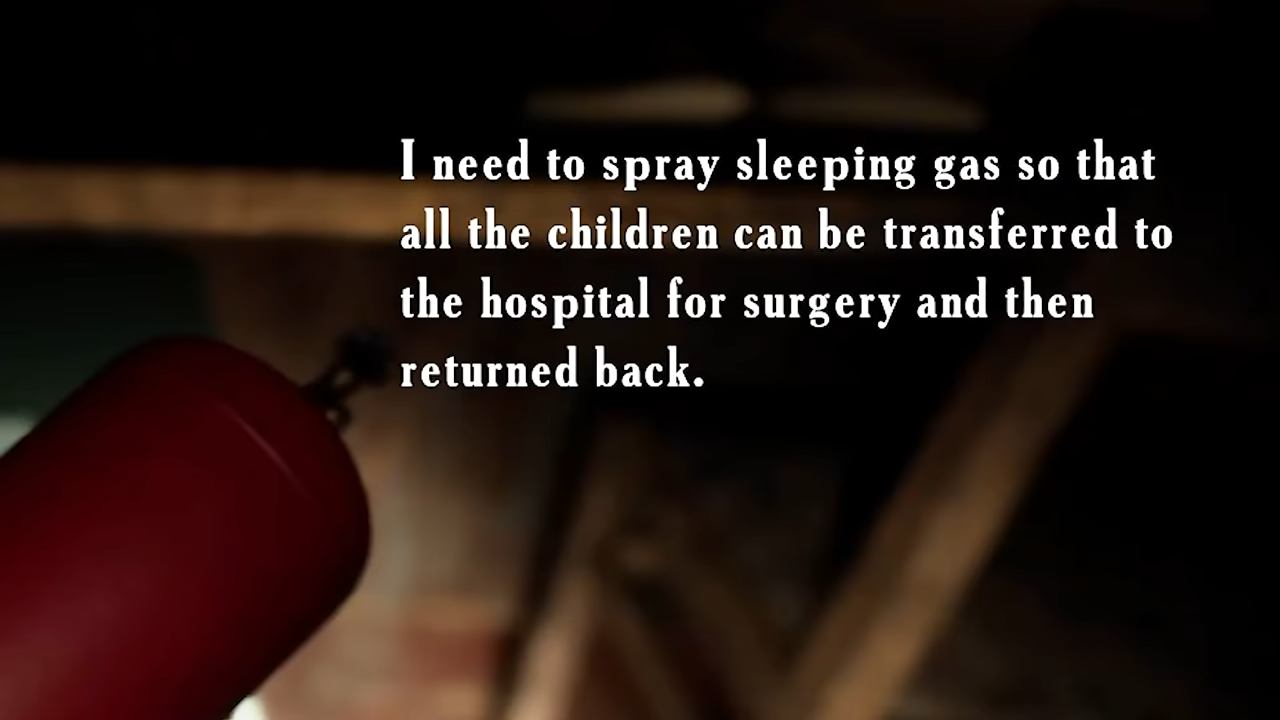 I need to spray sleeping gas so that
all the children can be transferred to
the hospital for surgery and then
returned back.